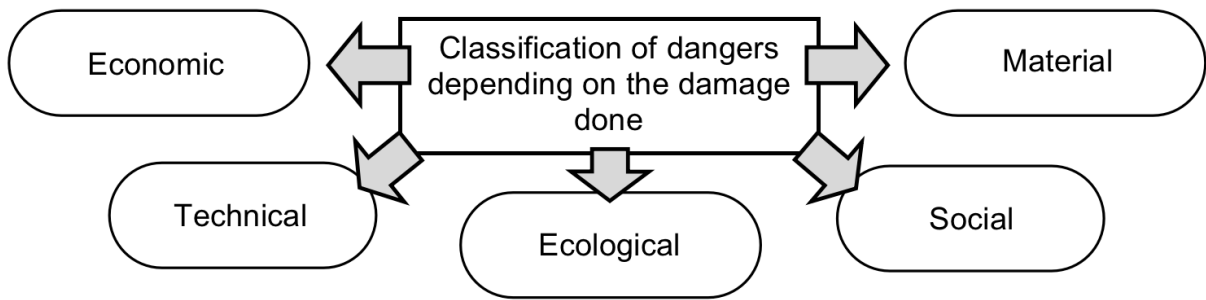 Economic
Classification of dangers
depending on the damage
done
Material
Technical
Ecological
Social